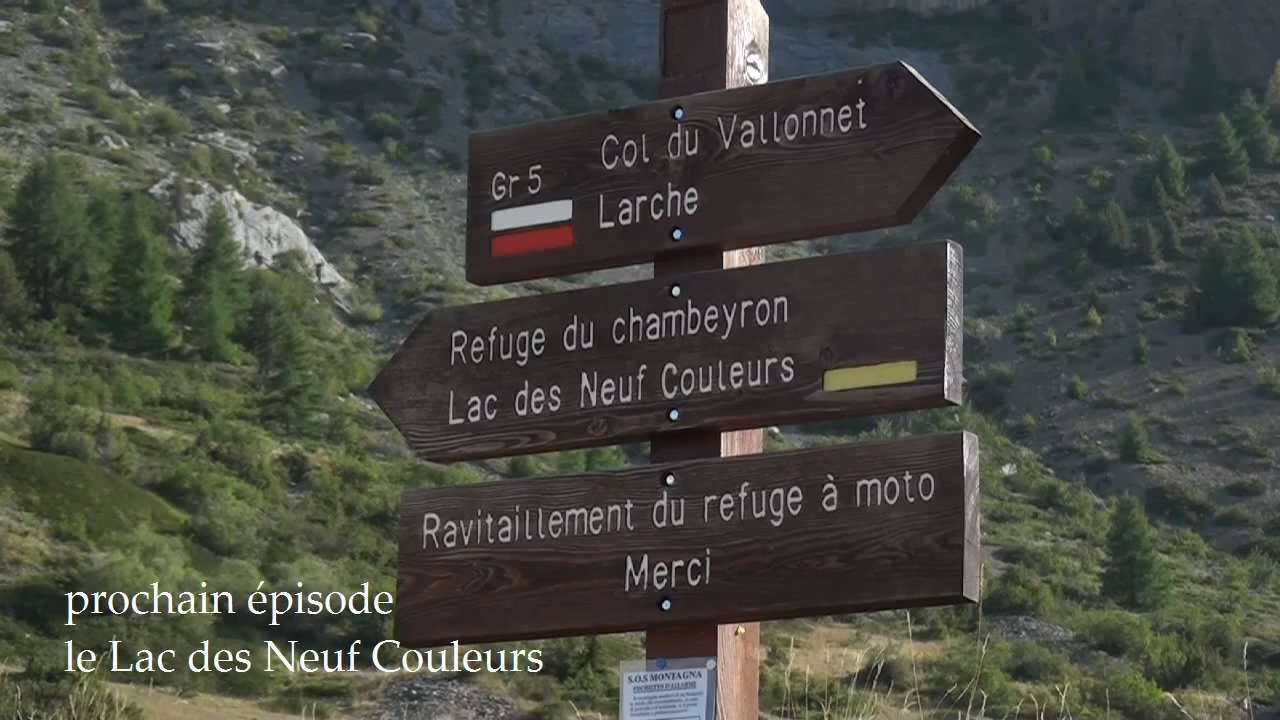 Col du Vallonnet
Gr 5
Larche
Refuge du chambeyron
Lac des Neuf Couleurs
Ravitaillement du refuge à moto
Merci
prochain épisode
le Lac des Neuf Couleurs
S.O.S MONTAGNA